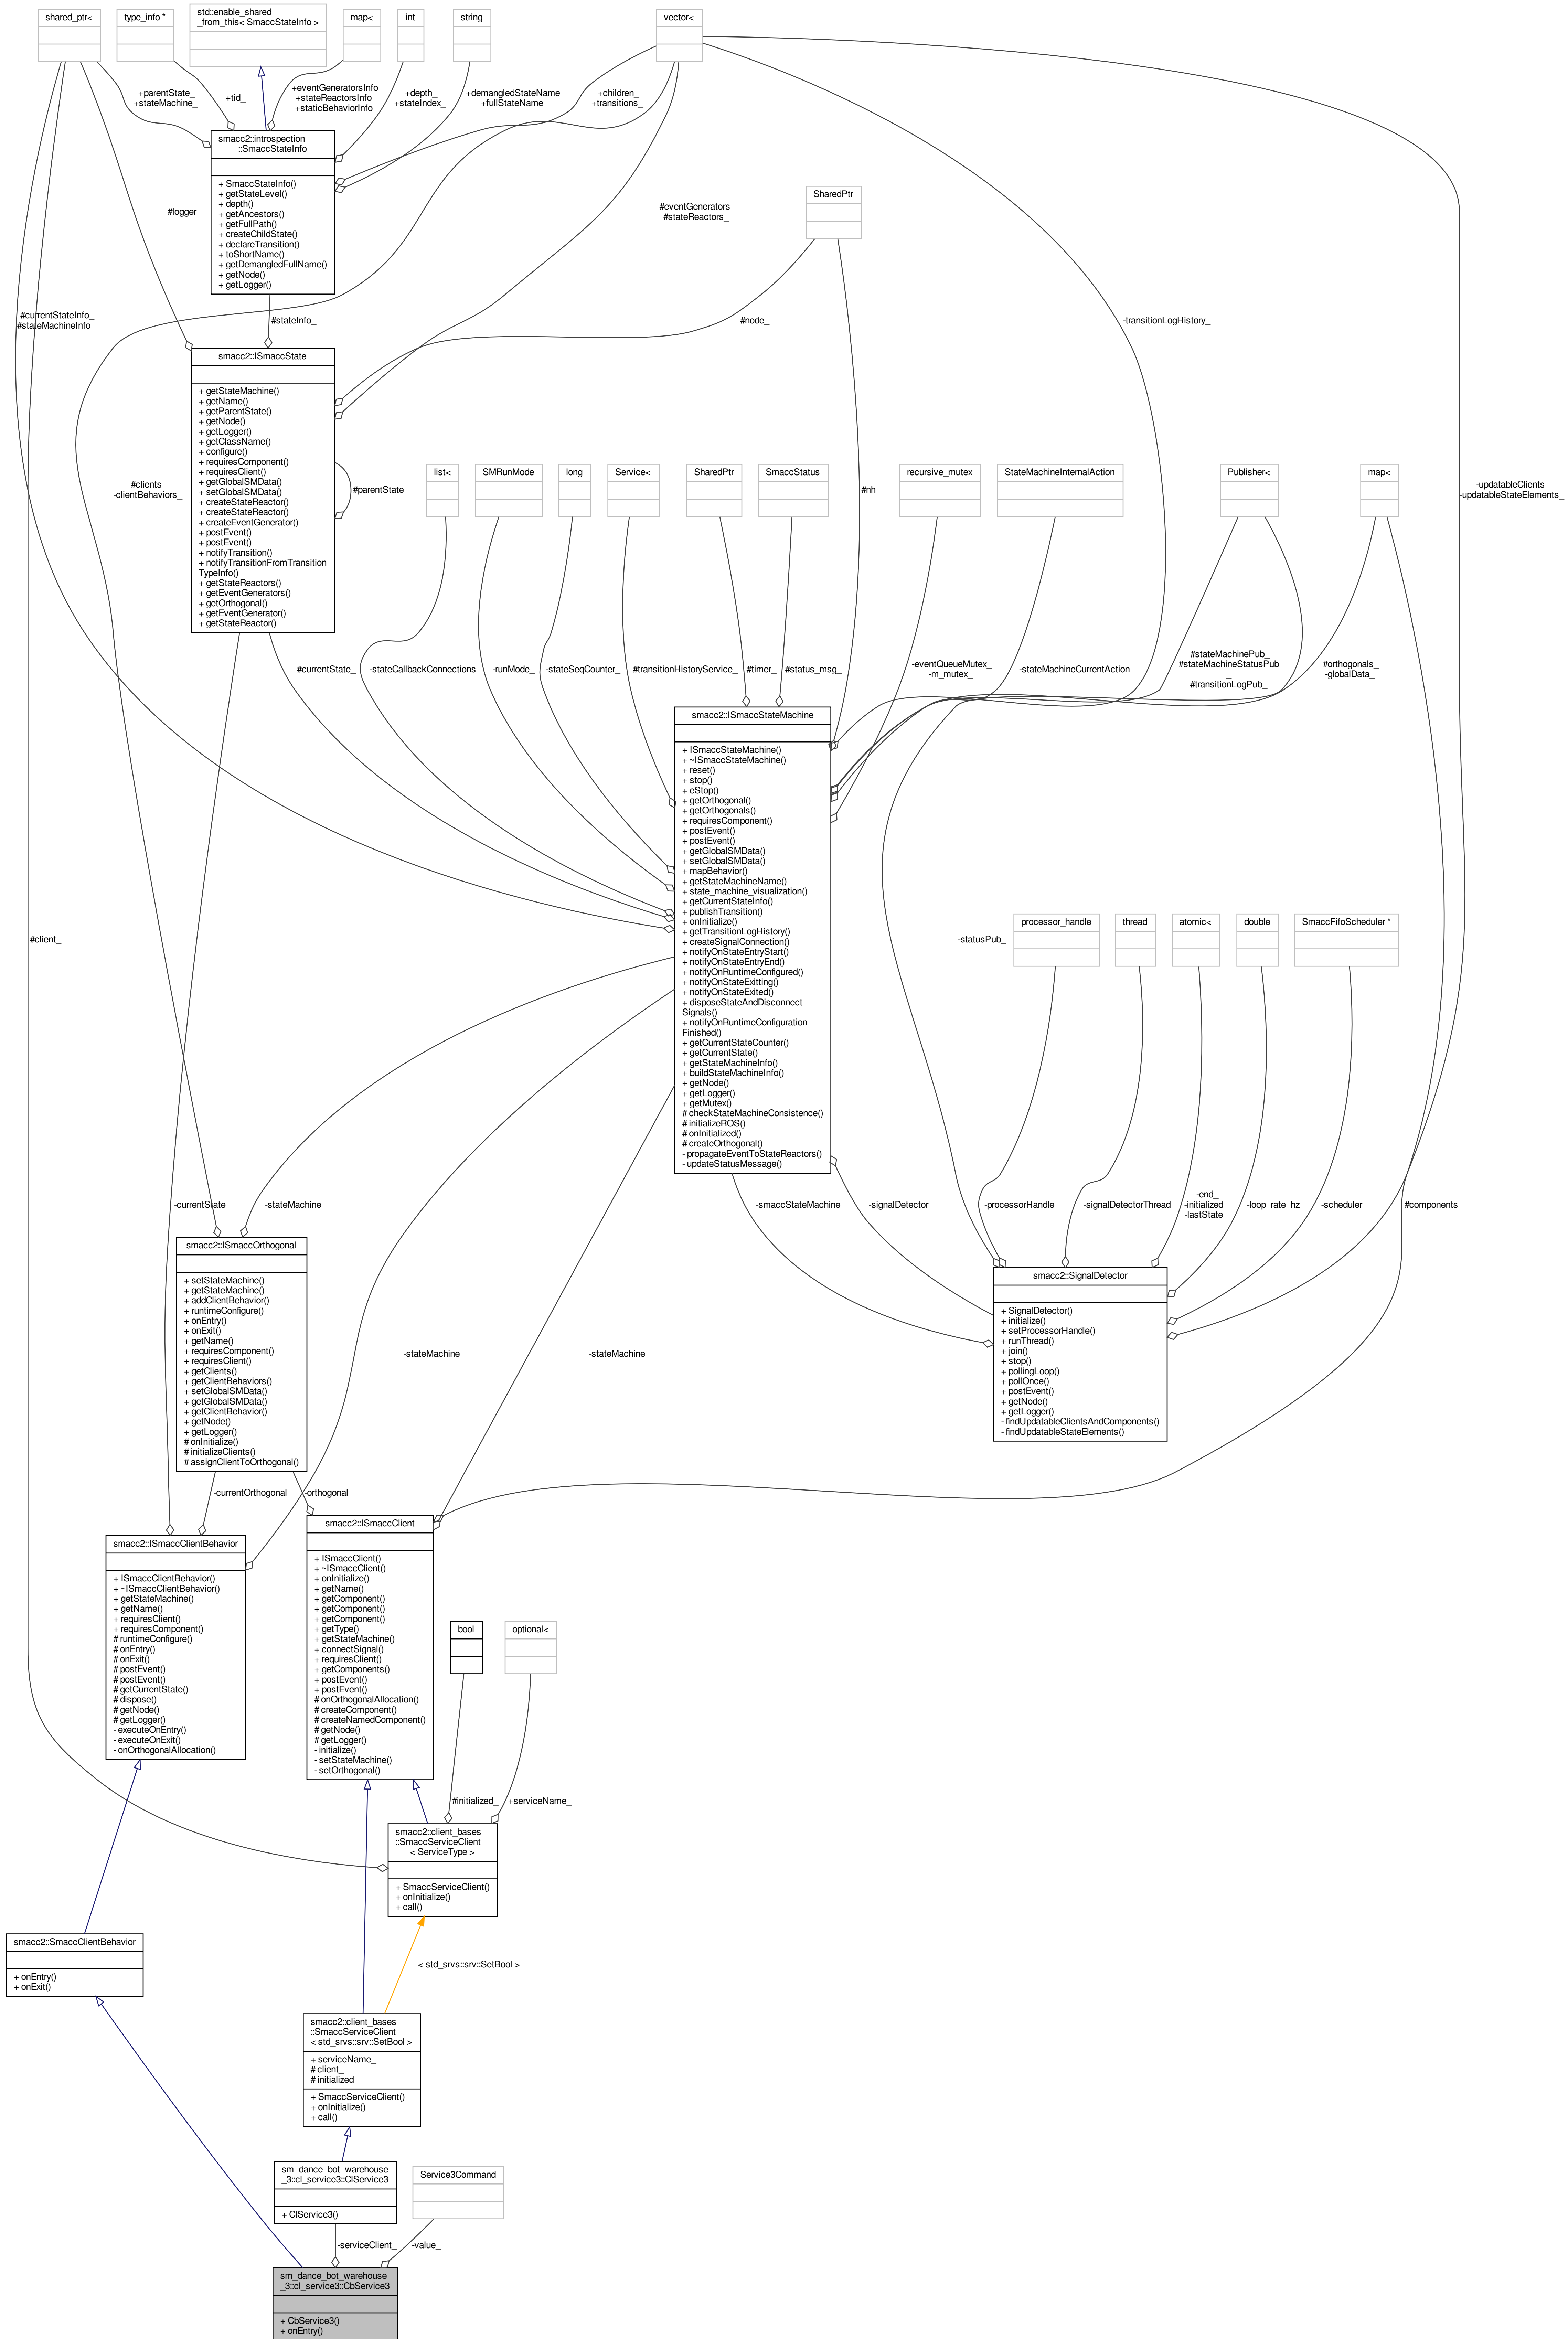 shared_ptr<
type_info *
std::enable_shared
_from_this< SmaccStateInfo >
map<
int
string
vector<
+parentState_
+stateMachine_
+tid_
+eventGeneratorsInfo
+stateReactorsInfo
+staticBehaviorInfo
+depth_
+stateIndex_
+demangledStateName
+fullStateName
+children_
+transitions_
smacc2::introspection
::SmaccStateInfo
+ SmaccStateInfo()
+ getStateLevel()
+ depth()
+ getAncestors()
+ getFullPath()
+ createChildState()
+ declareTransition()
+ toShortName()
+ getDemangledFullName()
+ getNode()
+ getLogger()
#logger_
#eventGenerators_
#stateReactors_
SharedPtr
#currentStateInfo_
#stateMachineInfo_
#stateInfo_
#node_
-transitionLogHistory_
smacc2::ISmaccState
+ getStateMachine()
+ getName()
+ getParentState()
+ getNode()
+ getLogger()
+ getClassName()
+ configure()
+ requiresComponent()
+ requiresClient()
+ getGlobalSMData()
+ setGlobalSMData()
+ createStateReactor()
+ createStateReactor()
+ createEventGenerator()
+ postEvent()
+ postEvent()
+ notifyTransition()
+ notifyTransitionFromTransition
TypeInfo()
+ getStateReactors()
+ getEventGenerators()
+ getOrthogonal()
+ getEventGenerator()
+ getStateReactor()
#parentState_
#clients_
-clientBehaviors_
list<
SMRunMode
long
Service<
SharedPtr
SmaccStatus
#nh_
recursive_mutex
StateMachineInternalAction
Publisher<
map<
-updatableClients_
-updatableStateElements_
#currentState_
-stateCallbackConnections
-runMode_
-stateSeqCounter_
#transitionHistoryService_
#timer_
#status_msg_
-eventQueueMutex_
-m_mutex_
-stateMachineCurrentAction
#stateMachinePub_
#stateMachineStatusPub
_
#transitionLogPub_
#orthogonals_
-globalData_
smacc2::ISmaccStateMachine
+ ISmaccStateMachine()
+ ~ISmaccStateMachine()
+ reset()
+ stop()
+ eStop()
+ getOrthogonal()
+ getOrthogonals()
+ requiresComponent()
+ postEvent()
+ postEvent()
+ getGlobalSMData()
+ setGlobalSMData()
+ mapBehavior()
+ getStateMachineName()
+ state_machine_visualization()
+ getCurrentStateInfo()
+ publishTransition()
+ onInitialize()
+ getTransitionLogHistory()
+ createSignalConnection()
+ notifyOnStateEntryStart()
+ notifyOnStateEntryEnd()
+ notifyOnRuntimeConfigured()
+ notifyOnStateExitting()
+ notifyOnStateExited()
+ disposeStateAndDisconnect
Signals()
+ notifyOnRuntimeConfiguration
Finished()
+ getCurrentStateCounter()
+ getCurrentState()
+ getStateMachineInfo()
+ buildStateMachineInfo()
+ getNode()
+ getLogger()
+ getMutex()
# checkStateMachineConsistence()
# initializeROS()
# onInitialized()
# createOrthogonal()
- propagateEventToStateReactors()
- updateStatusMessage()
#client_
-statusPub_
processor_handle
thread
atomic<
double
SmaccFifoScheduler *
-currentState
-stateMachine_
-smaccStateMachine_
-signalDetector_
-processorHandle_
-signalDetectorThread_
-end_
-initialized_
-lastState_
-loop_rate_hz
-scheduler_
#components_
smacc2::ISmaccOrthogonal
+ setStateMachine()
+ getStateMachine()
+ addClientBehavior()
+ runtimeConfigure()
+ onEntry()
+ onExit()
+ getName()
+ requiresComponent()
+ requiresClient()
+ getClients()
+ getClientBehaviors()
+ setGlobalSMData()
+ getGlobalSMData()
+ getClientBehavior()
+ getNode()
+ getLogger()
# onInitialize()
# initializeClients()
# assignClientToOrthogonal()
smacc2::SignalDetector
+ SignalDetector()
+ initialize()
+ setProcessorHandle()
+ runThread()
+ join()
+ stop()
+ pollingLoop()
+ pollOnce()
+ postEvent()
+ getNode()
+ getLogger()
- findUpdatableClientsAndComponents()
- findUpdatableStateElements()
-stateMachine_
-stateMachine_
-currentOrthogonal
-orthogonal_
smacc2::ISmaccClientBehavior
+ ISmaccClientBehavior()
+ ~ISmaccClientBehavior()
+ getStateMachine()
+ getName()
+ requiresClient()
+ requiresComponent()
# runtimeConfigure()
# onEntry()
# onExit()
# postEvent()
# postEvent()
# getCurrentState()
# dispose()
# getNode()
# getLogger()
- executeOnEntry()
- executeOnExit()
- onOrthogonalAllocation()
smacc2::ISmaccClient
+ ISmaccClient()
+ ~ISmaccClient()
+ onInitialize()
+ getName()
+ getComponent()
+ getComponent()
+ getComponent()
+ getType()
+ getStateMachine()
+ connectSignal()
+ requiresClient()
+ getComponents()
+ postEvent()
+ postEvent()
# onOrthogonalAllocation()
# createComponent()
# createNamedComponent()
# getNode()
# getLogger()
- initialize()
- setStateMachine()
- setOrthogonal()
bool
optional<
#initialized_
+serviceName_
smacc2::client_bases
::SmaccServiceClient
< ServiceType >
+ SmaccServiceClient()
+ onInitialize()
+ call()
smacc2::SmaccClientBehavior
+ onEntry()
+ onExit()
< std_srvs::srv::SetBool >
smacc2::client_bases
::SmaccServiceClient
< std_srvs::srv::SetBool >
+ serviceName_
# client_
# initialized_
+ SmaccServiceClient()
+ onInitialize()
+ call()
sm_dance_bot_warehouse
_3::cl_service3::ClService3
+ ClService3()
Service3Command
-serviceClient_
-value_
sm_dance_bot_warehouse
_3::cl_service3::CbService3
+ CbService3()
+ onEntry()